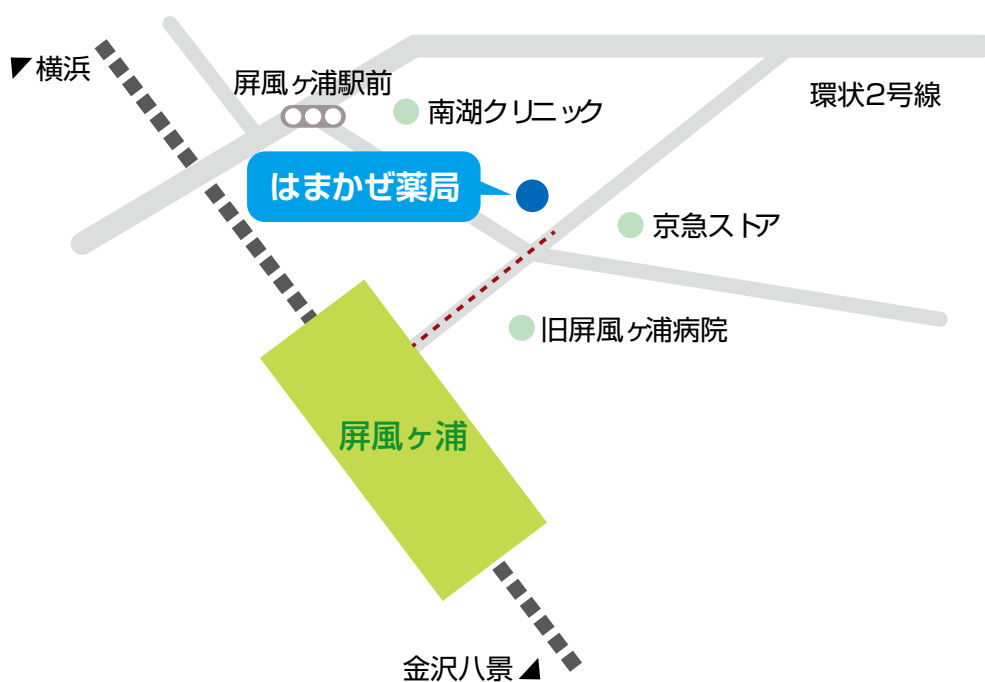 横浜
屏風ヶ浦駅前
南湖クリニック
環状2号線
はまかぜ薬局
京急ストア
旧屏風ヶ浦病院
屏風ヶ浦
金沢八景